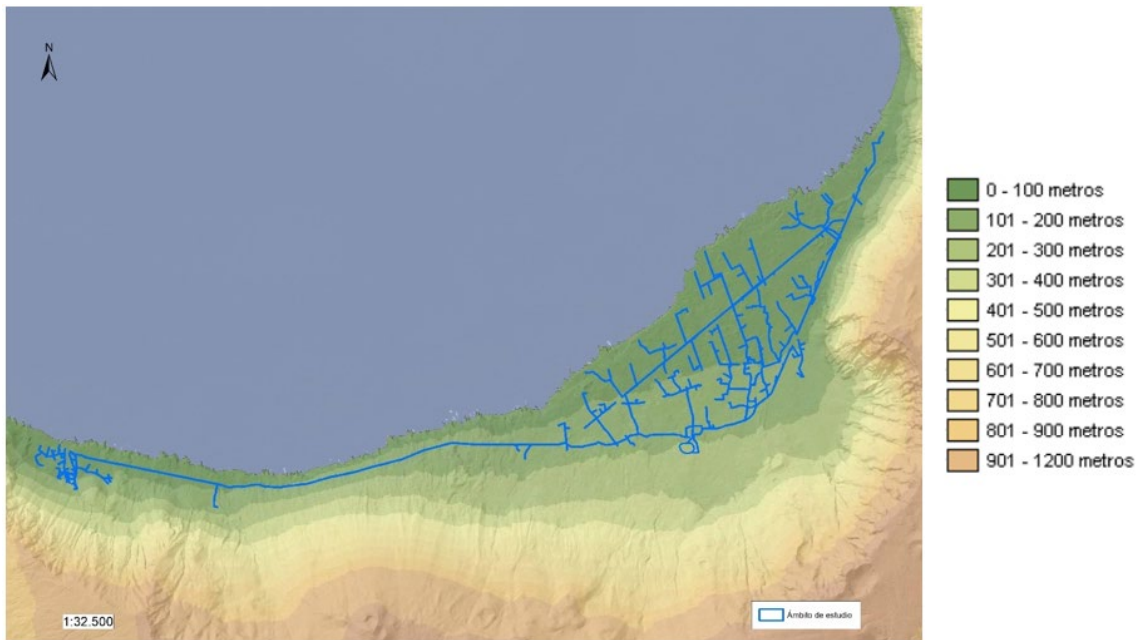 N
0 - 100 metros
101 - 200 metros
201 - 300 metros
301 - 400 metros
401 - 500 metros
501 - 600 metros
601 - 700 metros
701 - 800 metros
801 - 900 metros
901 - 1200 metros
1:32.500
Ámbito de estudio